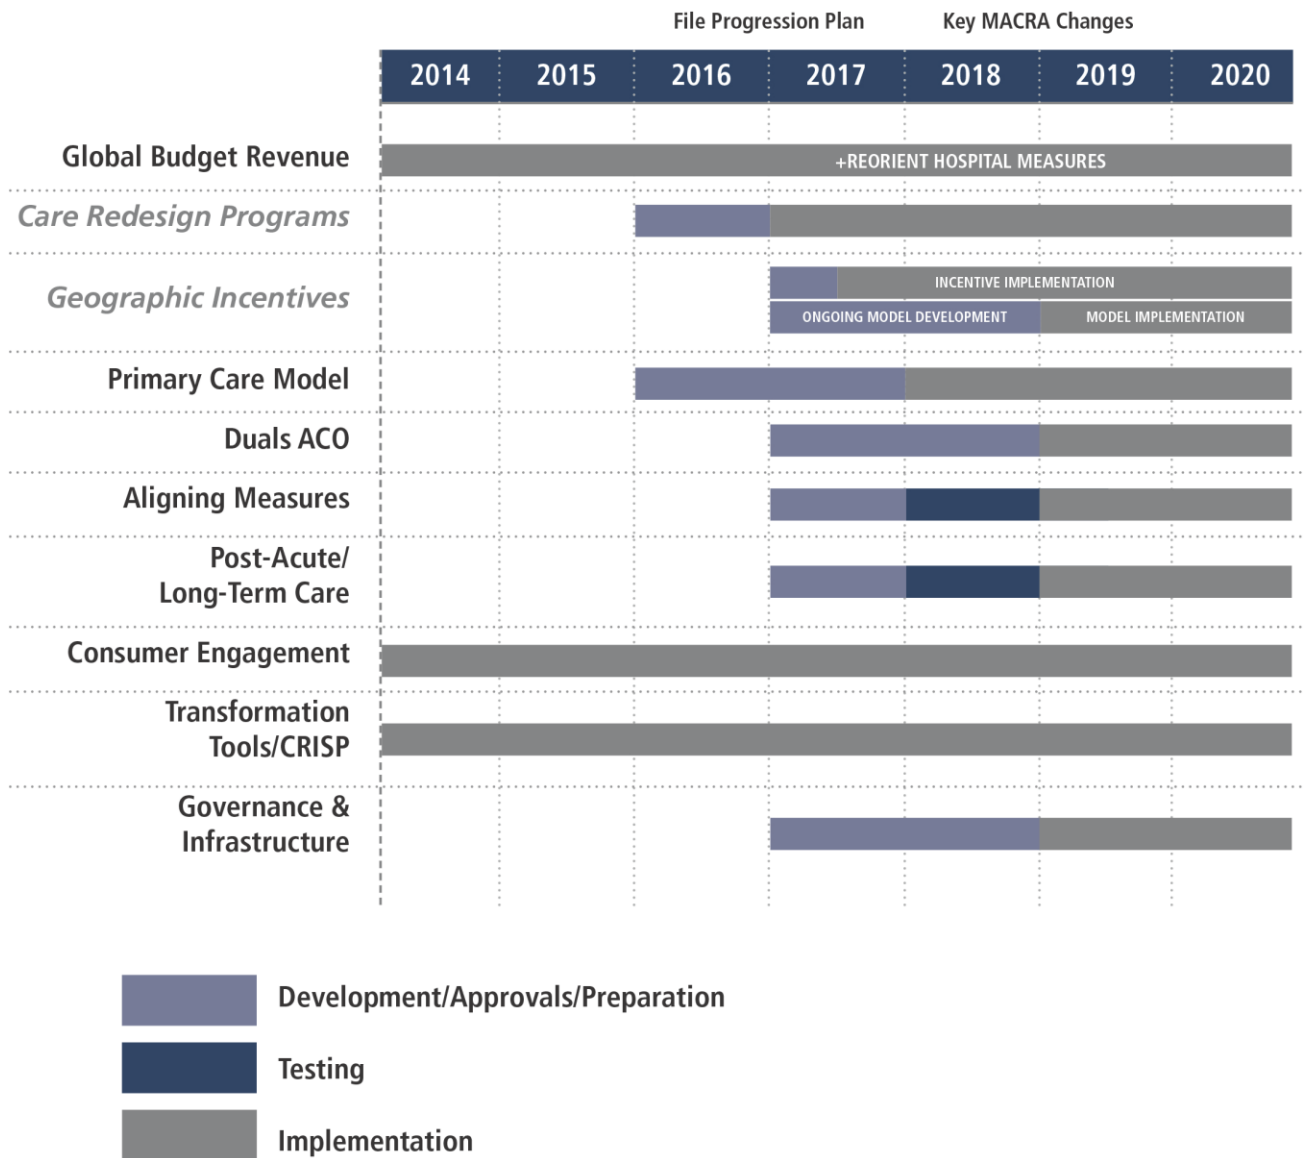 File Progression Plan Key MACRA Changes
2014 2015 2016 2017 2018 2019 2020
Global Budget Revenue
+REORIENT HOSPITAL MEASURES
Care Redesign Programs
Geographic Incentives
INCENTIVE IMPLEMENTATION
ONGOING MODEL DEVELOPMENT MODEL IMPLEMENTATION
Primary Care Model
Duals ACO
Aligning Measures
Post-Acute/
Long-Term Care
Consumer Engagement
Transformation
Tools/CRISP
Governance &
Infrastructure
Development/Approvals/Preparation
Testing
Implementation